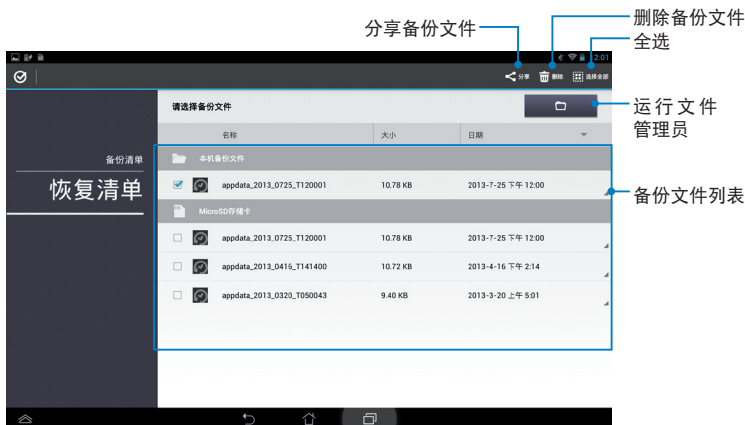 分享备份文件
删除备份文件
全选
2:01
分享
删除
选择全部
请选择备份文件
运行文件
管理员
名称
大小
日期
备份清单
恢复清单
本机备份文件
appdata_2013_0725_T120001
10.78 KB
2013-7-25 下午 12:00
备份文件列表
MicroSD存储卡
appdata_2013_0725_T120001
10.78 KB
2013-7-25 下午 12:00
appdata_2013_0416_T141400
10.72 KB
2013-4-16 下午 2:14
appdata_2013_0320_T050043
9.40 KB
2013-3-20 上午 5:01